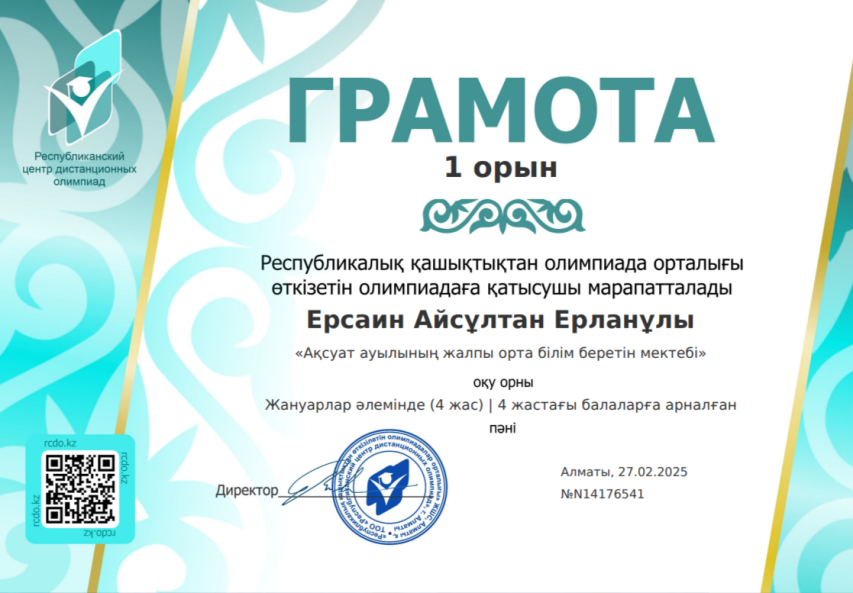 Республиканский
центр дистанционных
олимпиад
ГРАМОТА
1 орын
Республикалық қашықтықтан олимпиада орталығы
өткізетін олимпиадаға қатысушы марапатталады
Ерсаин Айсұлтан Ерланұлы
«Ақсуат ауылының жалпы орта білім беретін мектебі»
оқу орны
Жануарлар әлемінде (4 жас) | 4 жастағы балаларға арналған
пәні
rcdo.kz
rcdo.kz
rcdo.kz
rcdo.kz
Директор
Алматы, 27.02.2025
№N14176541